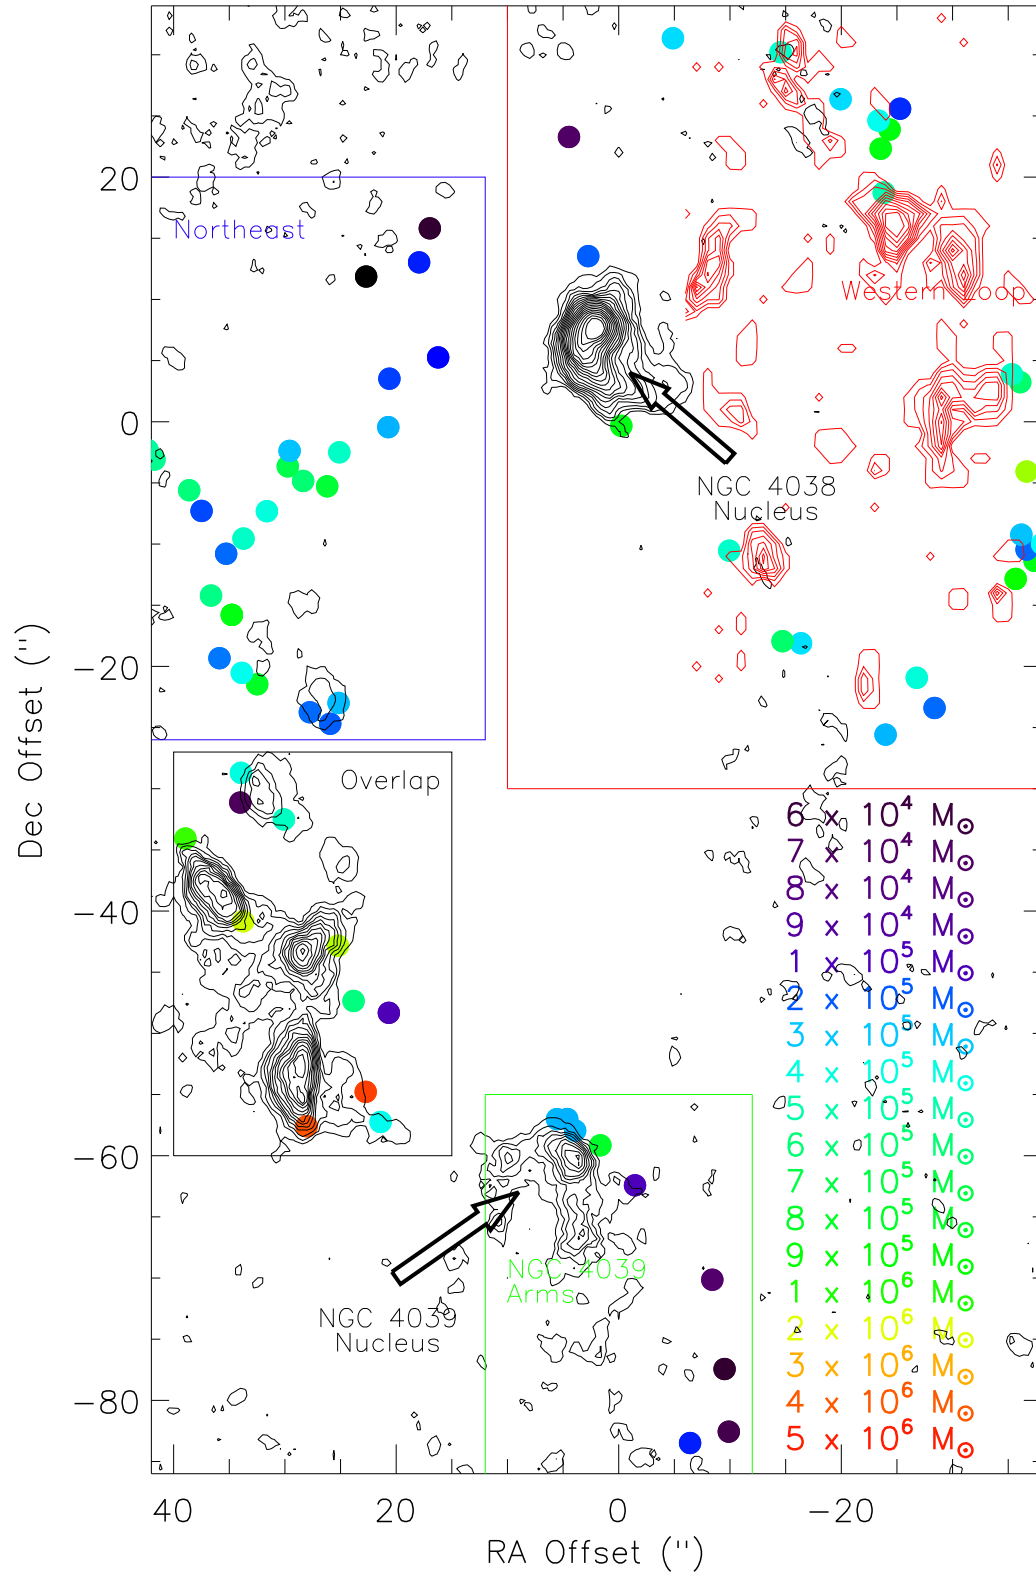 Northeast
Western Loop
NGC 4038
Nucleus
Overlap
NGC 4039
Nucleus
NGC 4039
Arms
6 x 10⁴ M⊙
7 x 10⁴ M⊙
8 x 10⁴ M⊙
9 x 10⁴ M⊙
1 x 10⁵ M⊙
2 x 10⁵ M⊙
3 x 10⁵ M⊙
4 x 10⁵ M⊙
5 x 10⁵ M⊙
6 x 10⁵ M⊙
7 x 10⁵ M⊙
8 x 10⁵ M⊙
9 x 10⁵ M⊙
1 x 10⁶ M⊙
2 x 10⁶ M⊙
3 x 10⁶ M⊙
4 x 10⁶ M⊙
5 x 10⁶ M⊙
20
0
−20
−40
−60
−80
Dec Offset (")
40
20
0
−20
RA Offset (")